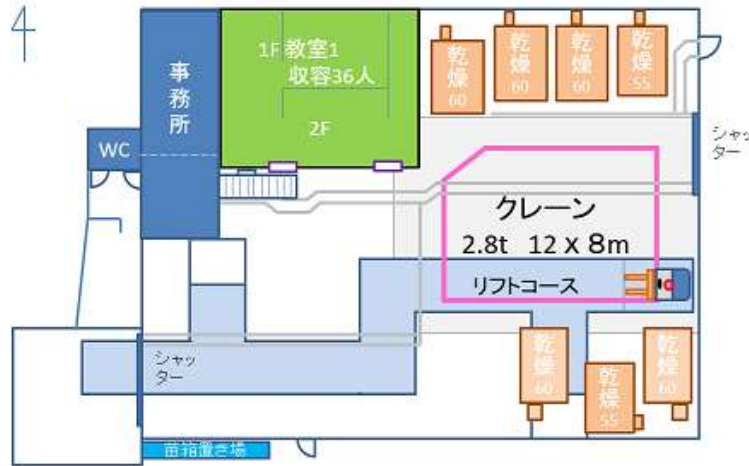 事務所
1F 教室1
収容36人
2F
乾燥
60
乾燥
60
乾燥
60
乾燥
55
WC
シャッ
ター
クレーン
2.8t 12 x 8m
リフトコース
シャッ
ター
乾燥
60
乾燥
55
乾燥
60
苗箱置き場